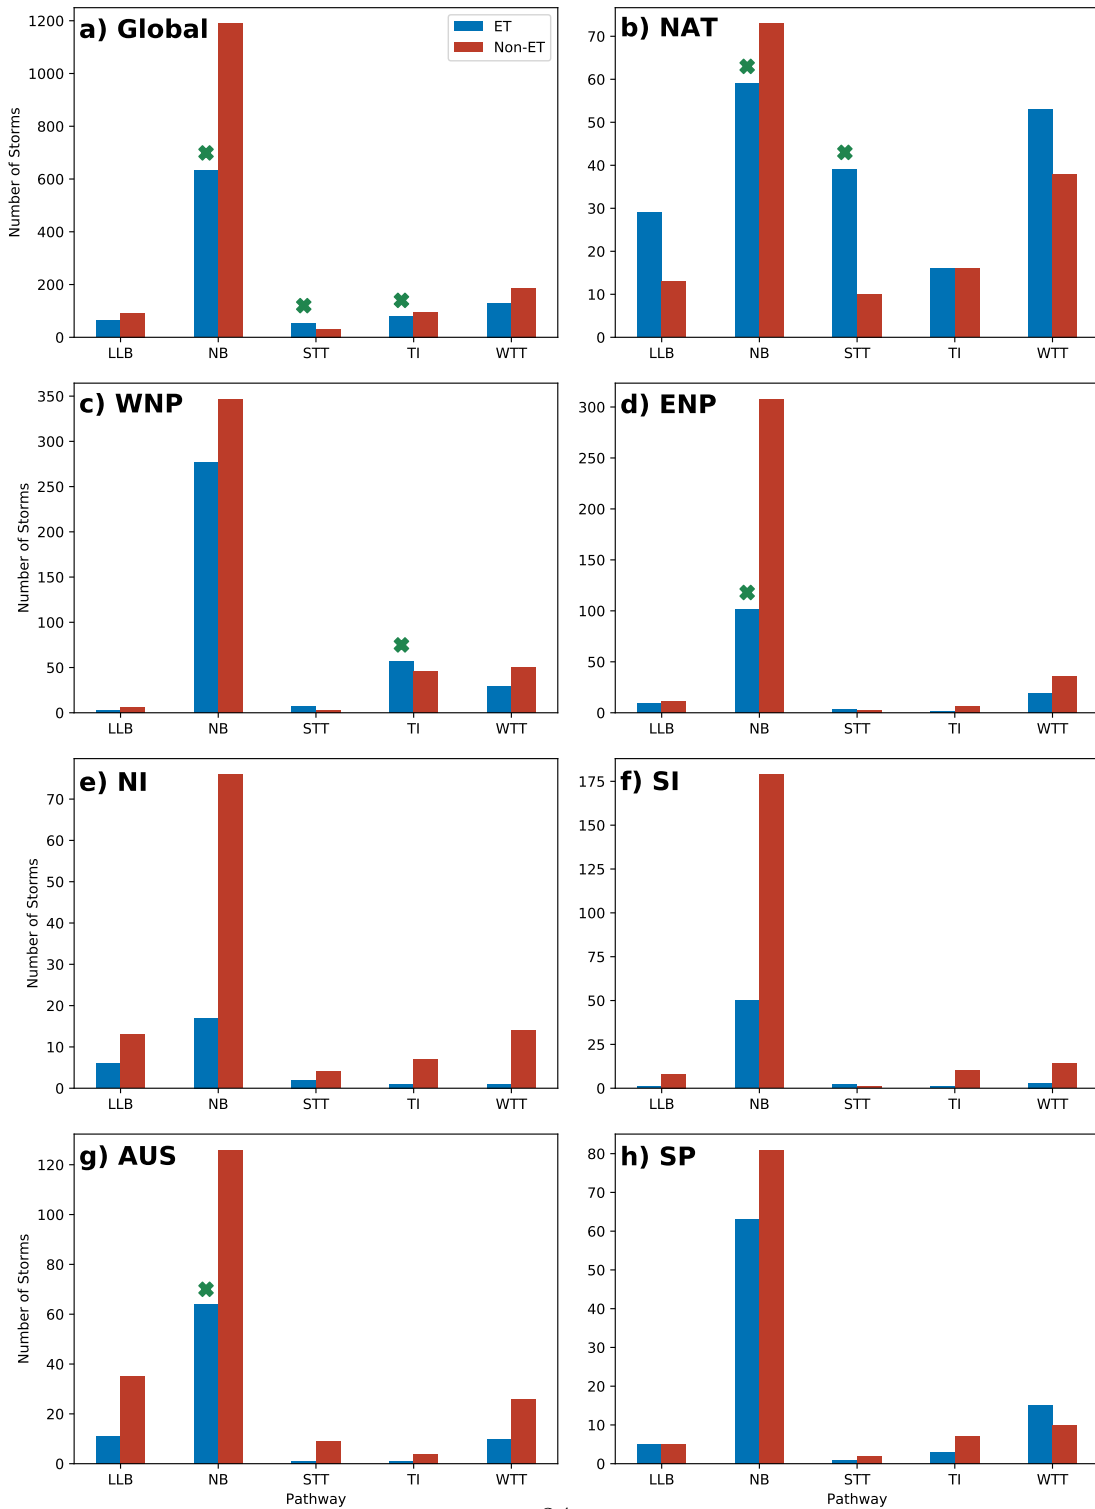 a) Global
ET
Non-ET
Number of Storms
1200
1000
800
600
400
200
0
LLB NB STT TI WTT
b) NAT
70
60
50
40
30
20
10
0
LLB NB STT TI WTT
c) WNP
Number of Storms
350
300
250
200
150
100
50
0
LLB NB STT TI WTT
d) ENP
300
250
200
150
100
50
0
LLB NB STT TI WTT
e) NI
Number of Storms
70
60
50
40
30
20
10
0
LLB NB STT TI WTT
f) SI
175
150
125
100
75
50
25
0
LLB NB STT TI WTT
g) AUS
Number of Storms
120
100
80
60
40
20
0
LLB NB STT TI WTT
Pathway
h) SP
80
70
60
50
40
30
20
10
0
LLB NB STT TI WTT
Pathway